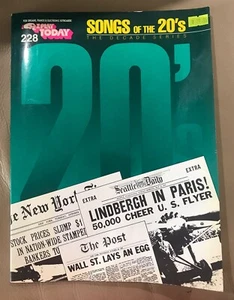 E-Z PLAY
TODAY
228
SONGS OF THE 20's
THE DECADE SERIES
20's
The New York
STOCK PRICES SLUMP $1
IN NATION-WIDE STAMPEDE
BANKERS TO
EXTRA
Seattle Daily
EXTRA
LINDBERGH IN PARIS!
50,000 CHEER U. S. FLYER
The Post
WALL ST. LAYS AN EGG